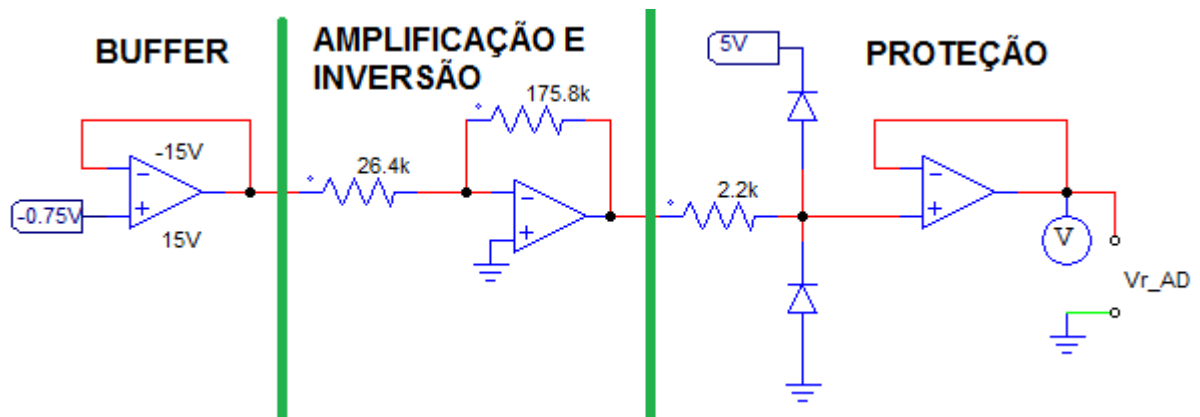 BUFFER
AMPLIFICAÇÃO E
INVERSÃO
PROTEÇÃO
5V
175.8k
-15V
26.4k
2.2k
-0.75V
15V
V
Vr_AD